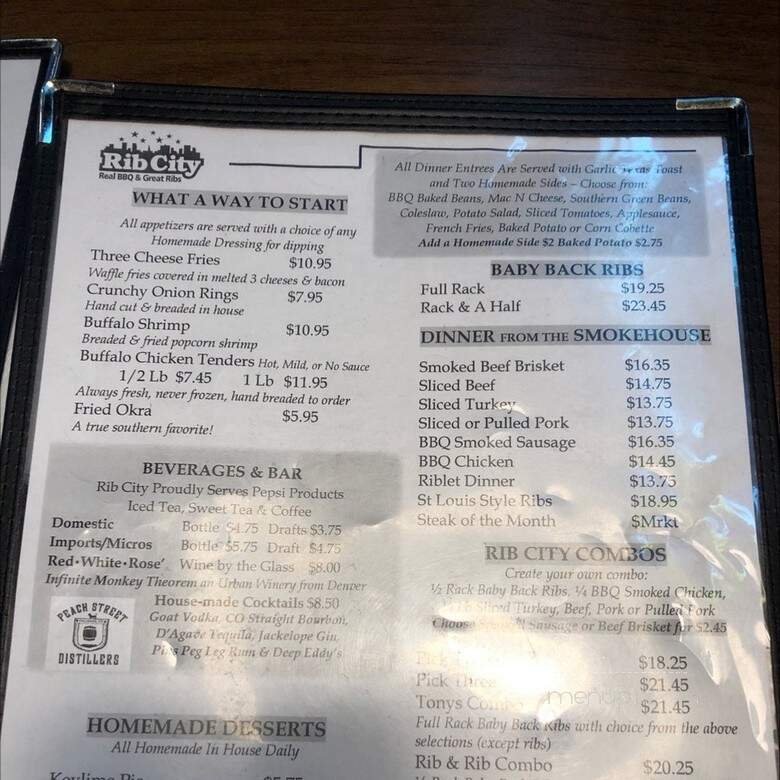 Rib City
Real BBQ & Great Ribs
WHAT A WAY TO START
All appetizers are served with a choice of any
Homemade Dressing for dipping
Three Cheese Fries $10.95
Waffle fries covered in melted 3 cheeses & bacon
Crunchy Onion Rings $7.95
Hand cut & breaded in house
Buffalo Shrimp $10.95
Breaded & fried popcorn shrimp
Buffalo Chicken Tenders Hot, Mild, or No Sauce
1/2 Lb $7.45 1 Lb $11.95
Always fresh, never frozen, hand breaded to order
Fried Okra $5.95
A true southern favorite!
BEVERAGES & BAR
Rib City Proudly Serves Pepsi Products
Iced Tea, Sweet Tea & Coffee
Domestic Bottle $4.75 Drafts $3.75
Imports/Micros Bottle $5.75 Draft $4.75
Red•White•Rose' Wine by the Glass $8.00
Infinite Monkey Theorem an Urban Winery from Denver
PEACH STREET
DISTILLERS
House-made Cocktails $8.50
Goat Vodka, CO Straight Bourbon,
D'Agave Tequila, Jackelope Gin,
Peg Leg Rum & Deep Eddy's
HOMEMADE DESSERTS
All Homemade In House Daily
Keylime Pie
All Dinner Entrees Are Served with Garlic Texas Toast
and Two Homemade Sides – Choose from:
BBQ Baked Beans, Mac N Cheese, Southern Green Beans,
Coleslaw, Potato Salad, Sliced Tomatoes, Applesauce,
French Fries, Baked Potato or Corn Cobette
Add a Homemade Side $2 Baked Potato $2.75
BABY BACK RIBS
Full Rack $19.25
Rack & A Half $23.45
DINNER FROM THE SMOKEHOUSE
Smoked Beef Brisket $16.35
Sliced Beef $14.75
Sliced Turkey $13.75
Sliced or Pulled Pork $13.75
BBQ Smoked Sausage $16.35
BBQ Chicken $14.45
Riblet Dinner $13.75
St Louis Style Ribs $18.95
Steak of the Month $Mrkt
RIB CITY COMBOS
Create your own combo:
½ Rack Baby Back Ribs, ¼ BBQ Smoked Chicken,
Sliced Turkey, Beef, Pork or Pulled Pork
Choose Sausage or Beef Brisket for $2.45
Pick $18.25
Pick Three $21.45
Tonys Combo $21.45
Full Rack Baby Back Ribs with choice from the above
selections (except ribs)
Rib & Rib Combo $20.25